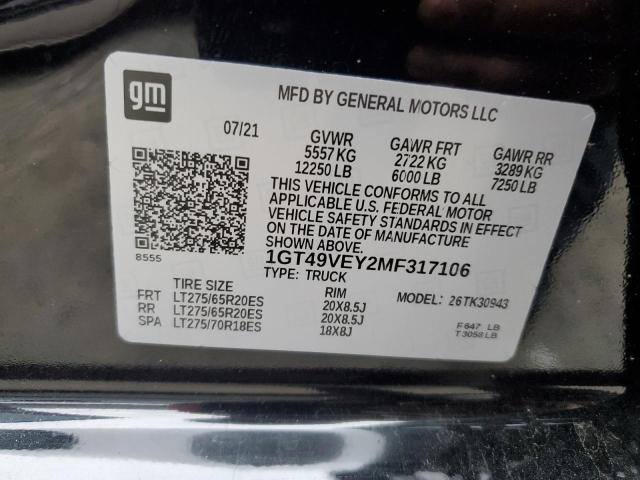 gm
MFD BY GENERAL MOTORS LLC
07/21
GVWR GAWR FRT GAWR RR
5557 KG 2722 KG 3289 KG
12250 LB 6000 LB 7250 LB
THIS VEHICLE CONFORMS TO ALL
APPLICABLE U.S. FEDERAL MOTOR
VEHICLE SAFETY STANDARDS IN EFFECT
ON THE DATE OF MANUFACTURE
SHOWN ABOVE.
8555
1GT49VEY2MF317106
TYPE: TRUCK
TIRE SIZE RIM MODEL: 26TK30943
FRT LT275/65R20ES 20X8.5J
RR LT275/65R20ES 20X8.5J
SPA LT275/70R18ES 18X8J
F 647 LB
T 3058 LB